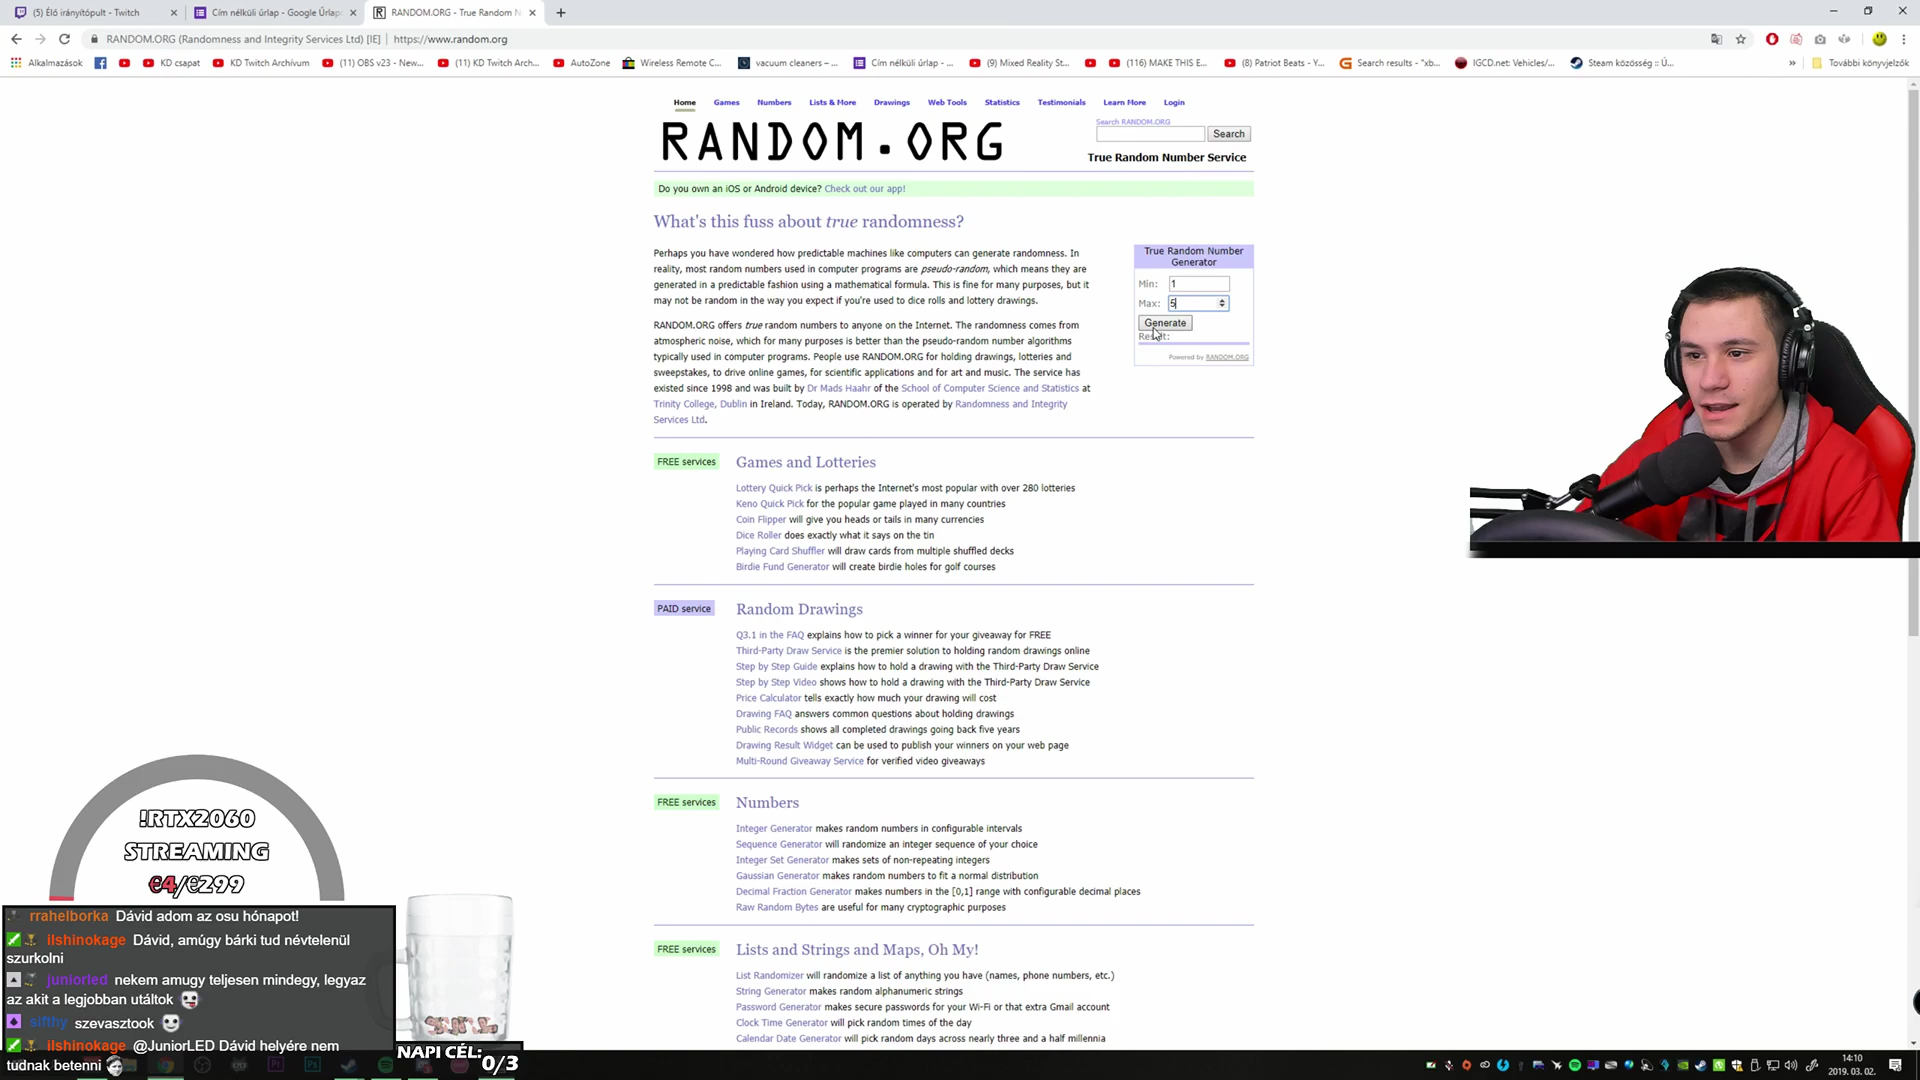 (5) Élő irányítópult - Twitch
Cím nélküli űrlap - Google Űrlapo
RANDOM.ORG - True Random N
RANDOM.ORG (Randomness and Integrity Services Ltd) [IE] | https://www.random.org
Alkalmazások
KD csapat
KD Twitch Archívum
(11) OBS v23 - New...
(11) KD Twitch Arch...
AutoZone
Wireless Remote C...
vacuum cleaners – ...
Cím nélküli űrlap - ...
(9) Mixed Reality St...
(116) MAKE THIS E...
(8) Patriot Beats - Y...
Search results - "xb...
IGCD.net: Vehicles/...
Steam közösség :: Ú...
»
További könyvjelzők
Home Games Numbers Lists & More Drawings Web Tools Statistics Testimonials Learn More Login
RANDOM.ORG
Search RANDOM.ORG
Search
True Random Number Service
Do you own an iOS or Android device? Check out our app!
What's this fuss about true randomness?
Perhaps you have wondered how predictable machines like computers can generate randomness. In
reality, most random numbers used in computer programs are pseudo-random, which means they are
generated in a predictable fashion using a mathematical formula. This is fine for many purposes, but it
may not be random in the way you expect if you're used to dice rolls and lottery drawings.
RANDOM.ORG offers true random numbers to anyone on the Internet. The randomness comes from
atmospheric noise, which for many purposes is better than the pseudo-random number algorithms
typically used in computer programs. People use RANDOM.ORG for holding drawings, lotteries and
sweepstakes, to drive online games, for scientific applications and for art and music. The service has
existed since 1998 and was built by Dr Mads Haahr of the School of Computer Science and Statistics at
Trinity College, Dublin in Ireland. Today, RANDOM.ORG is operated by Randomness and Integrity
Services Ltd.
True Random Number
Generator
Min: 1
Max: 5
Generate
Result:
Powered by RANDOM.ORG
FREE services
Games and Lotteries
Lottery Quick Pick is perhaps the Internet's most popular with over 280 lotteries
Keno Quick Pick for the popular game played in many countries
Coin Flipper will give you heads or tails in many currencies
Dice Roller does exactly what it says on the tin
Playing Card Shuffler will draw cards from multiple shuffled decks
Birdie Fund Generator will create birdie holes for golf courses
PAID service
Random Drawings
Q3.1 in the FAQ explains how to pick a winner for your giveaway for FREE
Third-Party Draw Service is the premier solution to holding random drawings online
Step by Step Guide explains how to hold a drawing with the Third-Party Draw Service
Step by Step Video shows how to hold a drawing with the Third-Party Draw Service
Price Calculator tells exactly how much your drawing will cost
Drawing FAQ answers common questions about holding drawings
Public Records shows all completed drawings going back five years
Drawing Result Widget can be used to publish your winners on your web page
Multi-Round Giveaway Service for verified video giveaways
FREE services
Numbers
Integer Generator makes random numbers in configurable intervals
Sequence Generator will randomize an integer sequence of your choice
Integer Set Generator makes sets of non-repeating integers
Gaussian Generator makes random numbers to fit a normal distribution
Decimal Fraction Generator makes numbers in the [0,1] range with configurable decimal places
Raw Random Bytes are useful for many cryptographic purposes
FREE services
Lists and Strings and Maps, Oh My!
List Randomizer will randomize a list of anything you have (names, phone numbers, etc.)
String Generator makes random alphanumeric strings
Password Generator makes secure passwords for your Wi-Fi or that extra Gmail account
Clock Time Generator will pick random times of the day
Calendar Date Generator will pick random days across nearly three and a half millennia
!RTX2060
STREAMING
€4/€299
rrahelborka Dávid adom az osu hónapot!
ilshinokage Dávid, amúgy bárki tud névtelenül
szurkolni
juniorled nekem amugy teljesen mindegy, legyaz
az akit a legjobban utáltok
sifthy szevasztook
ilshinokage @JuniorLED Dávid helyére nem
tudnak betenni
NAPI CÉL: 0/3
14:10
2019. 03. 02.